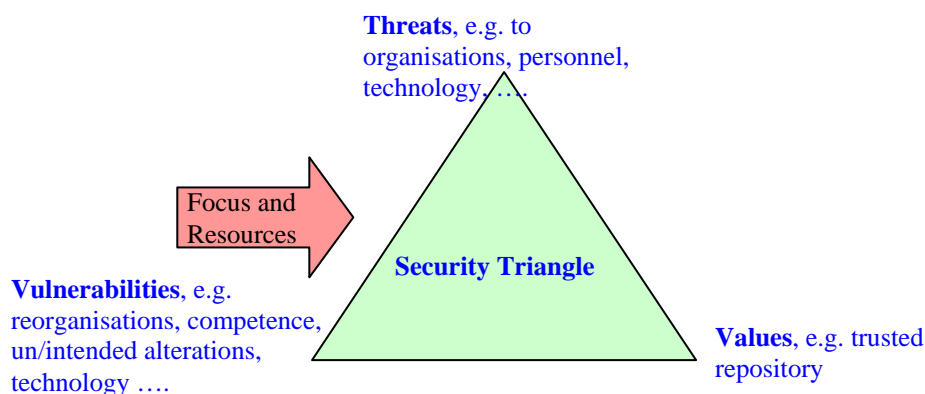 Threats, e.g. to
organisations, personnel,
technology, ….
Focus and
Resources
Security Triangle
Vulnerabilities, e.g.
reorganisations, competence,
un/intended alterations,
technology ….
Values, e.g. trusted
repository